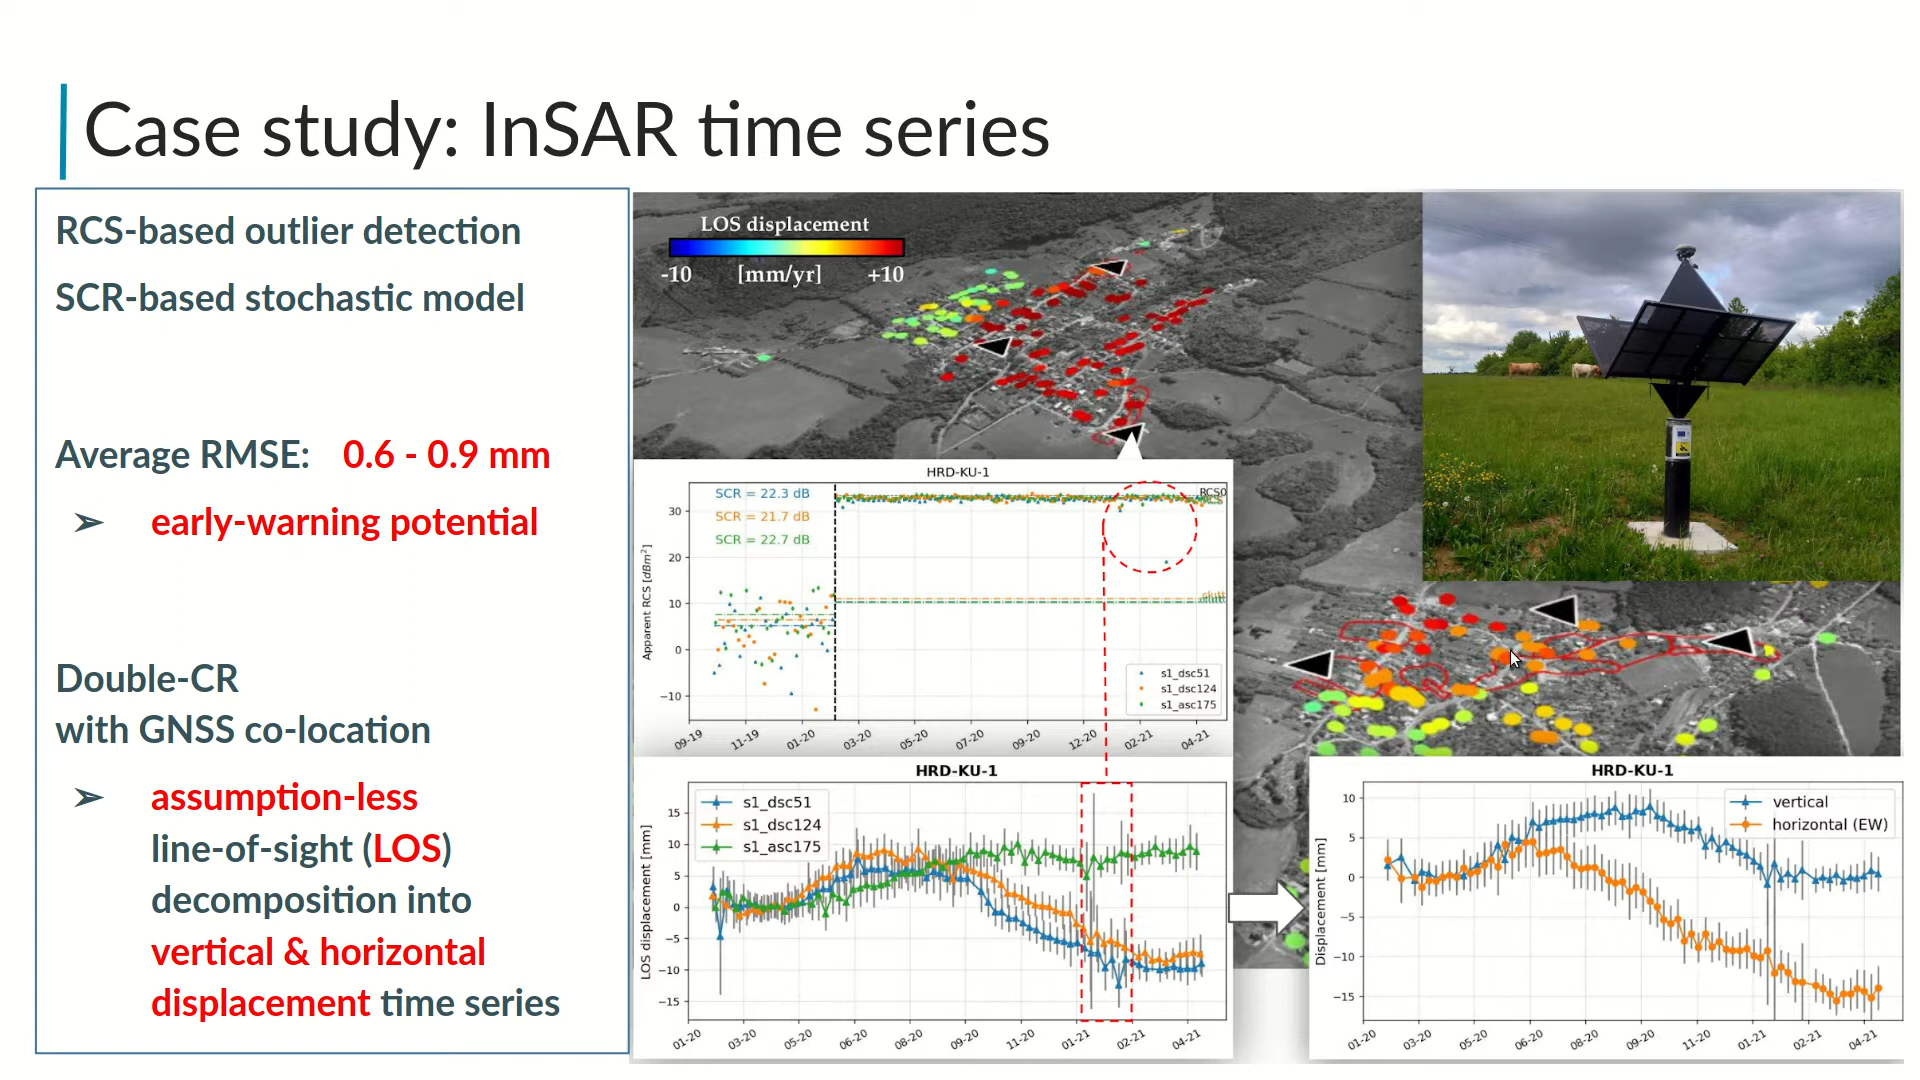 Case study: InSAR time series
RCS-based outlier detection
SCR-based stochastic model
Average RMSE: 0.6 - 0.9 mm
➢ early-warning potential
Double-CR
with GNSS co-location
➢ assumption-less
line-of-sight (LOS)
decomposition into
vertical & horizontal
displacement time series
LOS displacement
-10 [mm/yr] +10
HRD-KU-1
SCR = 22.3 dB
SCR = 21.7 dB
SCR = 22.7 dB
RCS0
Apparent RCS [dBm²]
30
20
10
0
−10
s1_dsc51
s1_dsc124
s1_asc175
09-19 11-19 01-20 03-20 05-20 07-20 09-20 12-20 02-21 04-21
HRD-KU-1
s1_dsc51
s1_dsc124
s1_asc175
LOS displacement [mm]
15
10
5
0
−5
−10
−15
01-20 03-20 05-20 06-20 08-20 09-20 11-20 01-21 02-21 04-21
HRD-KU-1
vertical
horizontal (EW)
Displacement [mm]
10
5
0
−5
−10
−15
01-20 03-20 05-20 06-20 08-20 09-20 11-20 01-21 02-21 04-21